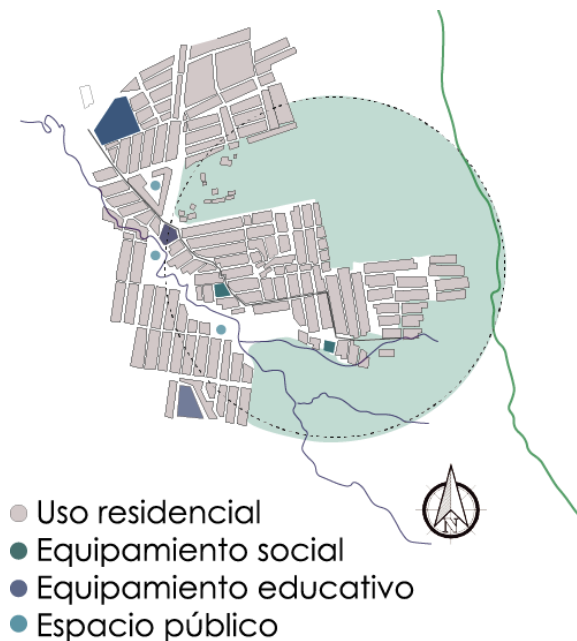 N
Uso residencial
Equipamiento social
Equipamiento educativo
Espacio público